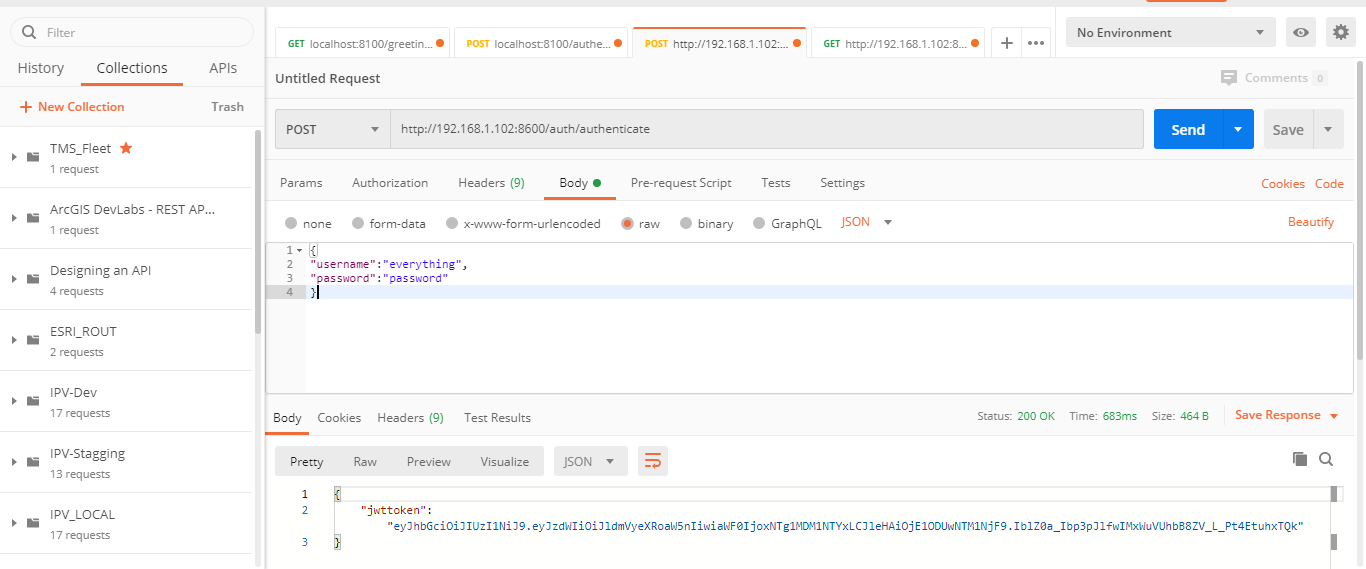 Filter
History Collections APIs
+ New Collection Trash
TMS_Fleet
1 request
ArcGIS DevLabs - REST AP...
1 request
Designing an API
4 requests
ESRI_ROUT
2 requests
IPV-Dev
17 requests
IPV-Stagging
13 requests
IPV_LOCAL
17 requests
GET localhost:8100/greetin... POST localhost:8100/authe... POST http://192.168.1.102:... GET http://192.168.1.102:8... + ...
No Environment
Untitled Request
Comments 0
POST http://192.168.1.102:8600/auth/authenticate Send Save
Params Authorization Headers (9) Body Pre-request Script Tests Settings Cookies Code
none form-data x-www-form-urlencoded raw binary GraphQL JSON Beautify
1 {
2 "username":"everything",
3 "password":"password"
4 }
Body Cookies Headers (9) Test Results Status: 200 OK Time: 683ms Size: 464 B Save Response
Pretty Raw Preview Visualize JSON
1 {
2 "jwttoken":
"eyJhbGciOiJIUzI1NiJ9.eyJzdWIiOiJldmVyeXRoaW5nIiwiaWF0IjoxNTg1MDM1NTYxLCJleHAiOjE1ODUwNTM1NjF9.IblZ0a_Ibp3pJlfwIMxWuVUhbB8ZV_L_Pt4EtuhxTQk"
3 }